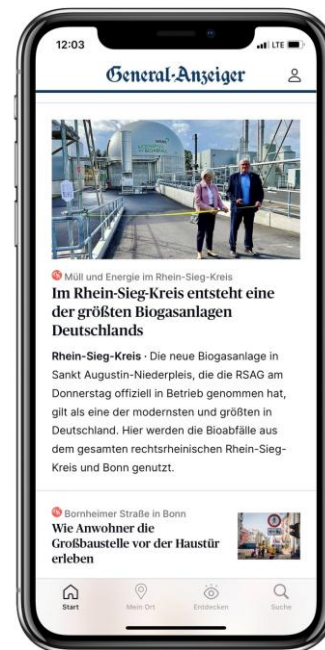 12:03
LTE
General-Anzeiger
Müll und Energie im Rhein-Sieg-Kreis
Im Rhein-Sieg-Kreis entsteht eine
der größten Biogasanlagen
Deutschlands
Rhein-Sieg-Kreis · Die neue Biogasanlage in
Sankt Augustin-Niederpleis, die die RSAG am
Donnerstag offiziell in Betrieb genommen hat,
gilt als eine der modernsten und größten in
Deutschland. Hier werden die Bioabfälle aus
dem gesamten rechtsrheinischen Rhein-Sieg-
Kreis und Bonn genutzt.
Bornheimer Straße in Bonn
Wie Anwohner die
Großbaustelle vor der Haustür
erleben
Start
Mein Ort
Entdecken
Suche